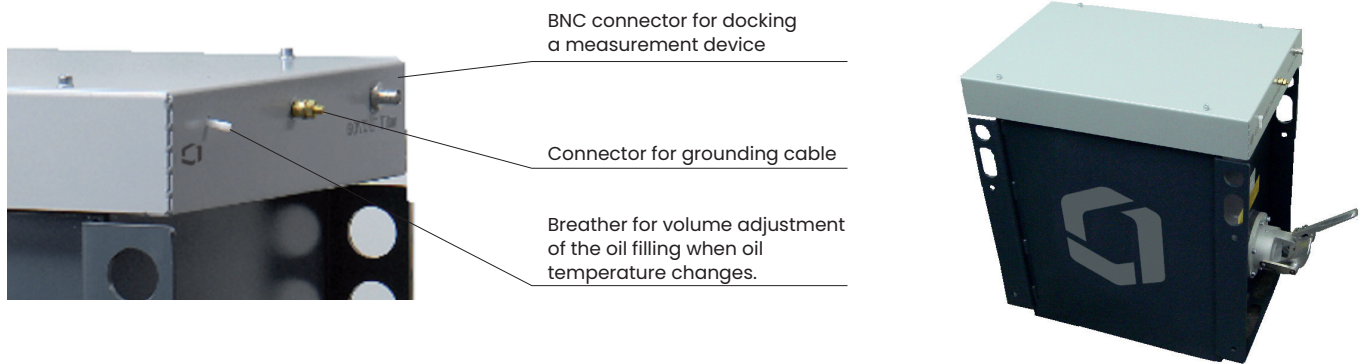 BNC connector for docking
a measurement device
Connector for grounding cable
Breather for volume adjustment
of the oil filling when oil
temperature changes.